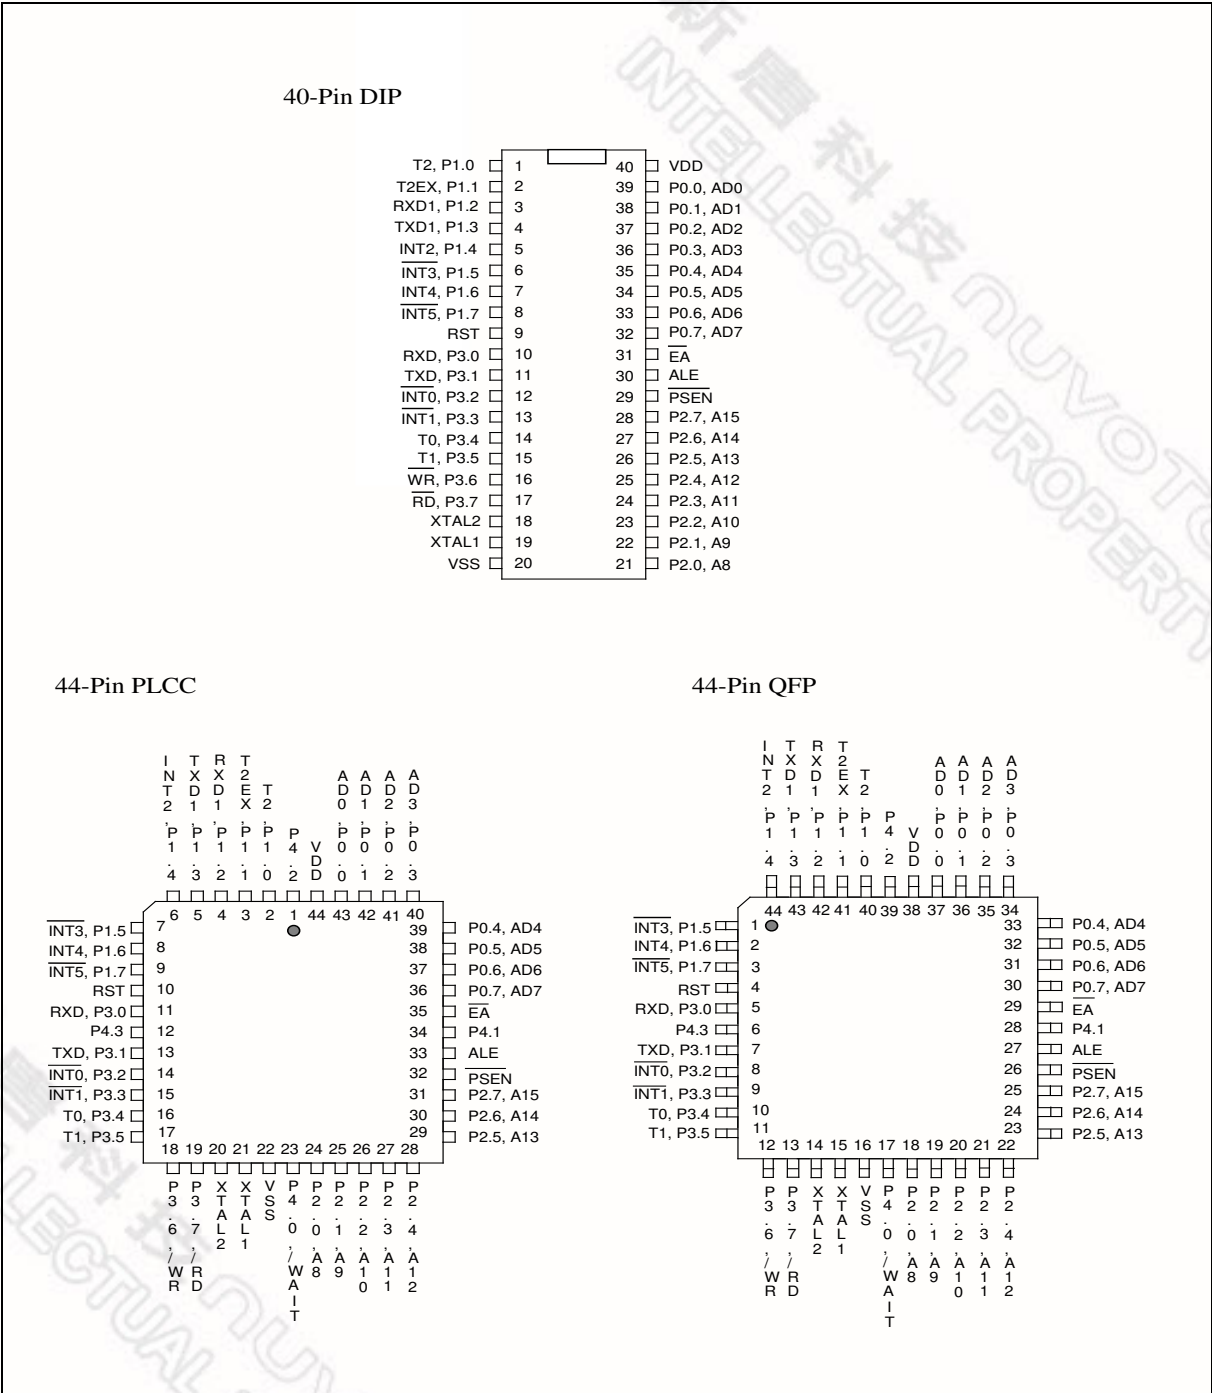 新唐科技 nuvoTo
INTELLECTUAL PROPERTY
40-Pin DIP
T2, P1.0 1 40 VDD
T2EX, P1.1 2 39 P0.0, AD0
RXD1, P1.2 3 38 P0.1, AD1
TXD1, P1.3 4 37 P0.2, AD2
INT2, P1.4 5 36 P0.3, AD3
INT3, P1.5 6 35 P0.4, AD4
INT4, P1.6 7 34 P0.5, AD5
INT5, P1.7 8 33 P0.6, AD6
RST 9 32 P0.7, AD7
RXD, P3.0 10 31 EA
TXD, P3.1 11 30 ALE
INT0, P3.2 12 29 PSEN
INT1, P3.3 13 28 P2.7, A15
T0, P3.4 14 27 P2.6, A14
T1, P3.5 15 26 P2.5, A13
WR, P3.6 16 25 P2.4, A12
RD, P3.7 17 24 P2.3, A11
XTAL2 18 23 P2.2, A10
XTAL1 19 22 P2.1, A9
VSS 20 21 P2.0, A8
44-Pin PLCC
INT2,P1.4 TXD1,P1.3 RXD1,P1.2 T2EX,P1.1 T2,P1.0 P4.2 VDD AD0,P0.0 AD1,P0.1 AD2,P0.2 AD3,P0.3
6 5 4 3 2 1 44 43 42 41 40
INT3, P1.5 7 39 P0.4, AD4
INT4, P1.6 8 38 P0.5, AD5
INT5, P1.7 9 37 P0.6, AD6
RST 10 36 P0.7, AD7
RXD, P3.0 11 35 EA
P4.3 12 34 P4.1
TXD, P3.1 13 33 ALE
INT0, P3.2 14 32 PSEN
INT1, P3.3 15 31 P2.7, A15
T0, P3.4 16 30 P2.6, A14
T1, P3.5 17 29 P2.5, A13
18 19 20 21 22 23 24 25 26 27 28
P3.6,/WR P3.7,/RD XTAL2 XTAL1 VSS P4.0,/WAIT P2.0,A8 P2.1,A9 P2.2,A10 P2.3,A11 P2.4,A12
44-Pin QFP
INT2,P1.4 TXD1,P1.3 RXD1,P1.2 T2EX,P1.1 T2,P1.0 P4.2 VDD AD0,P0.0 AD1,P0.1 AD2,P0.2 AD3,P0.3
44 43 42 41 40 39 38 37 36 35 34
INT3, P1.5 1 33 P0.4, AD4
INT4, P1.6 2 32 P0.5, AD5
INT5, P1.7 3 31 P0.6, AD6
RST 4 30 P0.7, AD7
RXD, P3.0 5 29 EA
P4.3 6 28 P4.1
TXD, P3.1 7 27 ALE
INT0, P3.2 8 26 PSEN
INT1, P3.3 9 25 P2.7, A15
T0, P3.4 10 24 P2.6, A14
T1, P3.5 11 23 P2.5, A13
12 13 14 15 16 17 18 19 20 21 22
P3.6,/WR P3.7,/RD XTAL2 XTAL1 VSS P4.0,/WAIT P2.0,A8 P2.1,A9 P2.2,A10 P2.3,A11 P2.4,A12